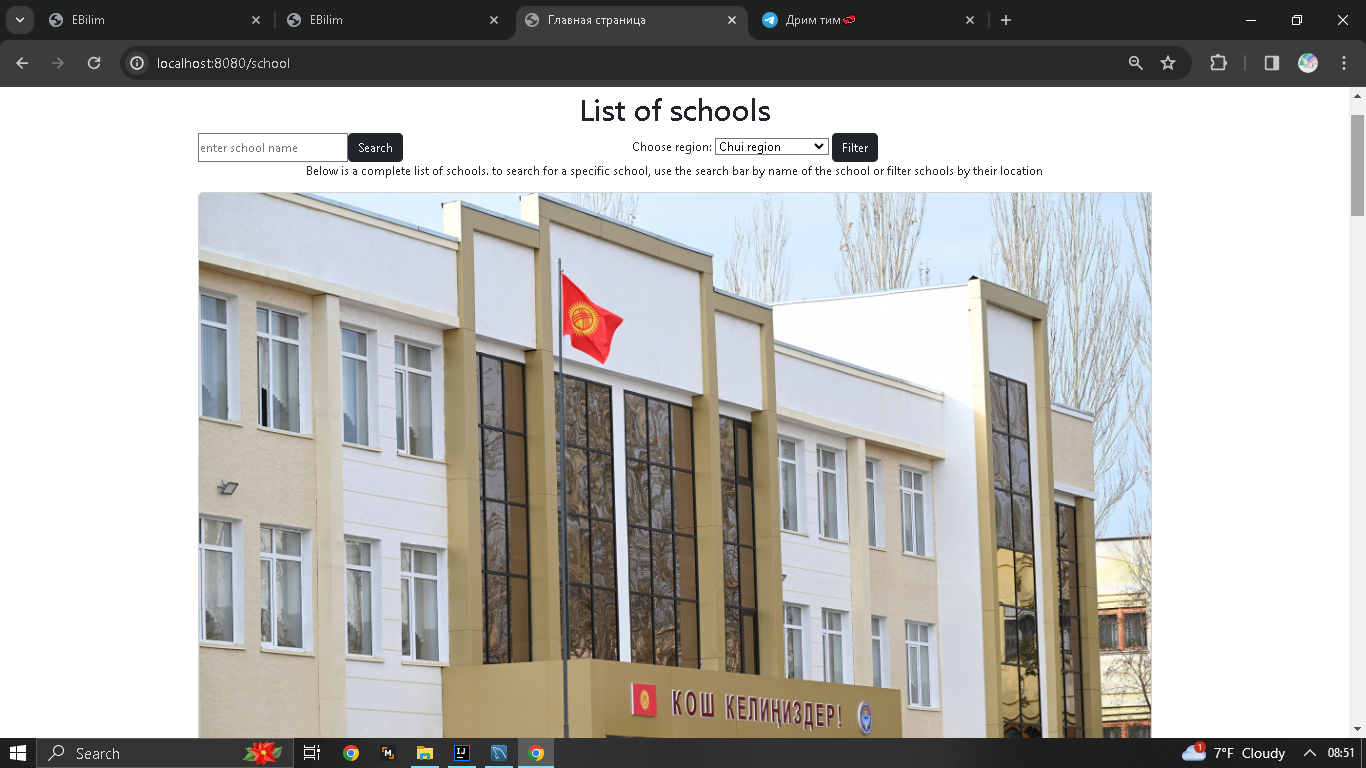 EBilim
EBilim
Главная страница
Дрим тим
localhost:8080/school
List of schools
enter school name
Search
Choose region:
Chui region
Filter
Below is a complete list of schools. to search for a specific school, use the search bar by name of the school or filter schools by their location
КОШ КЕЛИҢИЗДЕР!
Search
M
IJ
1
7°F Cloudy
08:51